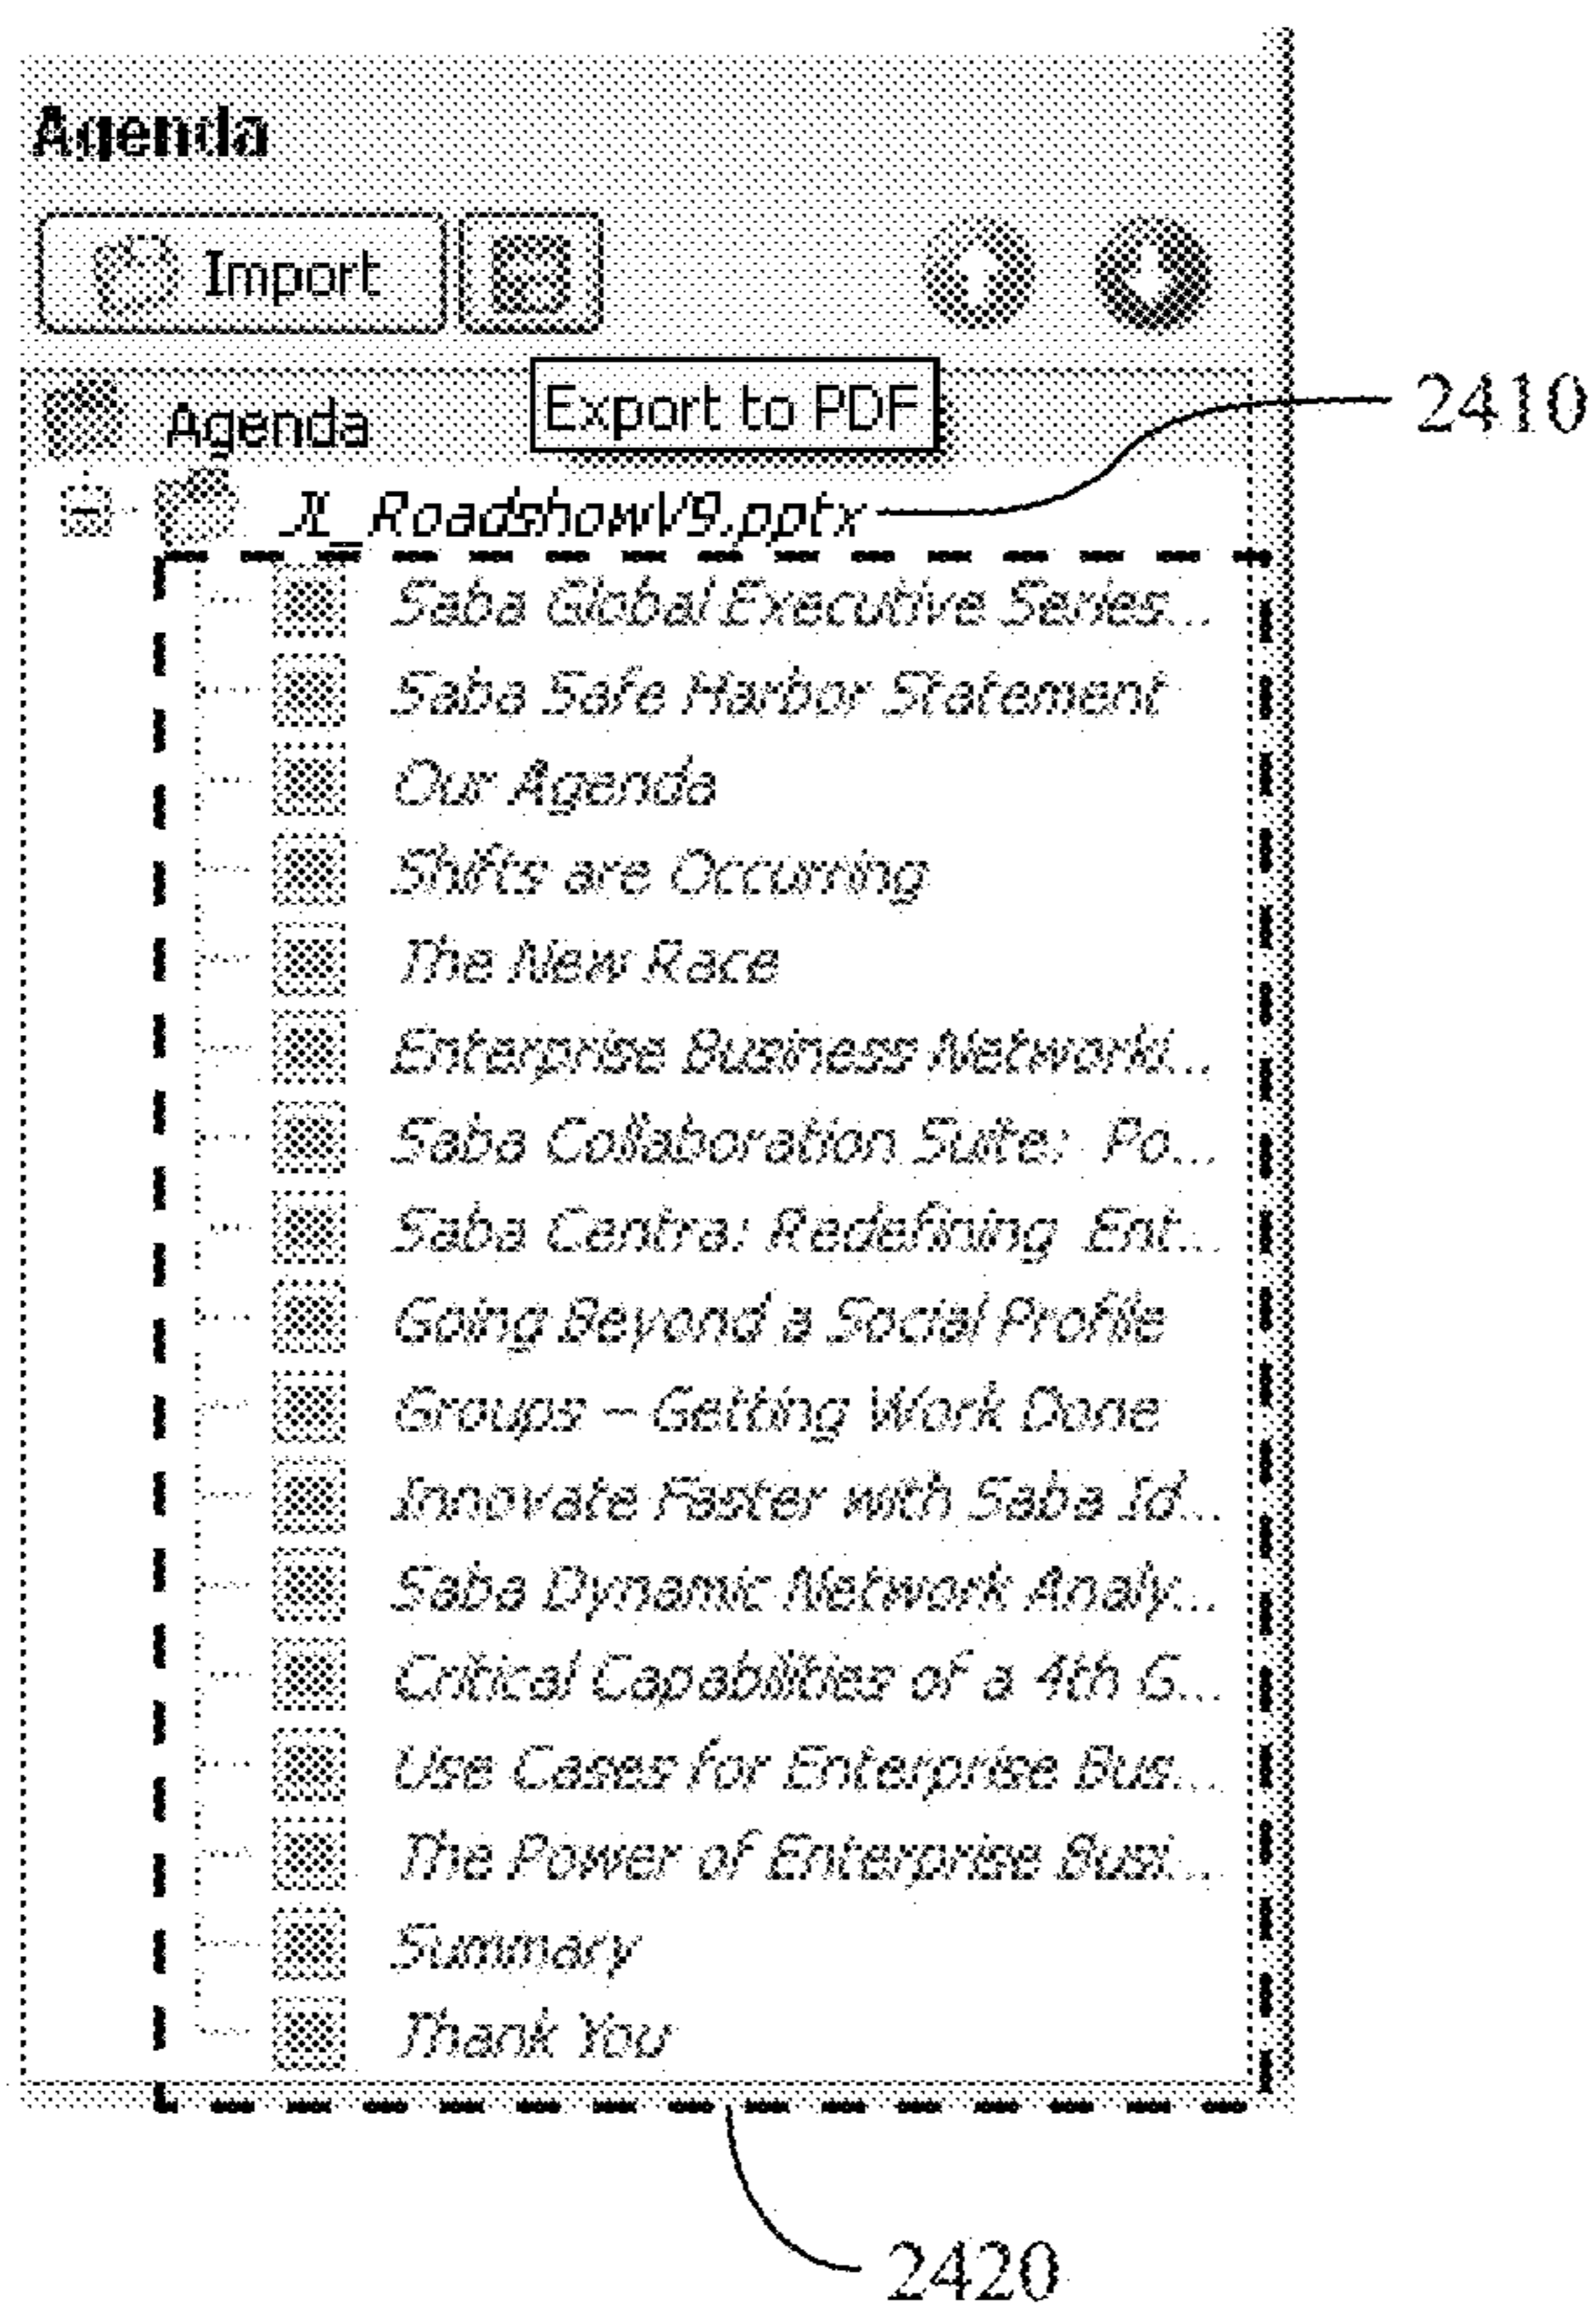 Agenda
Import
Export to PDF
2410
Agenda
JL_RoadshowV9.pptx
Saba Global Executive Series...
Saba Safe Harbor Statement
Our Agenda
Shifts are Occurring
The New Race
Enterprise Business Networki...
Saba Collaboration Suite: Po...
Saba Centra: Redefining Ent...
Going Beyond a Social Profile
Groups – Getting Work Done
Innovate Faster with Saba Id...
Saba Dynamic Network Analy...
Critical Capabilities of a 4th G...
Use Cases for Enterprise Bus...
The Power of Enterprise Busi...
Summary
Thank You
2420